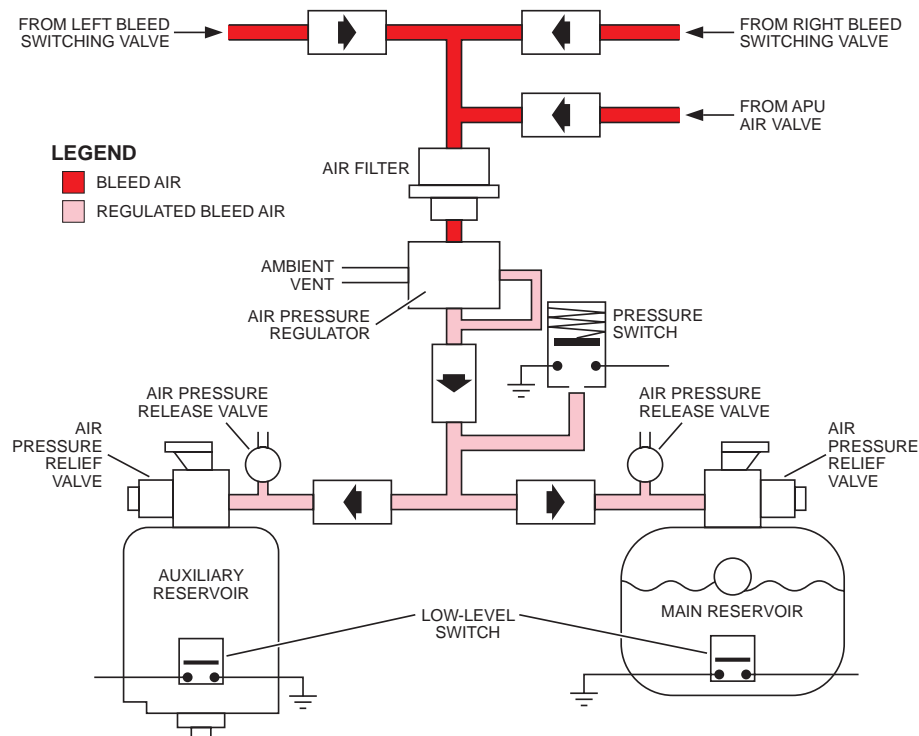 FROM LEFT BLEED
SWITCHING VALVE
FROM RIGHT BLEED
SWITCHING VALVE
FROM APU
AIR VALVE
LEGEND
BLEED AIR
REGULATED BLEED AIR
AIR FILTER
AMBIENT
VENT
AIR PRESSURE
REGULATOR
PRESSURE
SWITCH
AIR PRESSURE
RELEASE VALVE
AIR
PRESSURE
RELIEF
VALVE
AIR PRESSURE
RELEASE VALVE
AIR
PRESSURE
RELIEF
VALVE
AUXILIARY
RESERVOIR
LOW-LEVEL
SWITCH
MAIN RESERVOIR